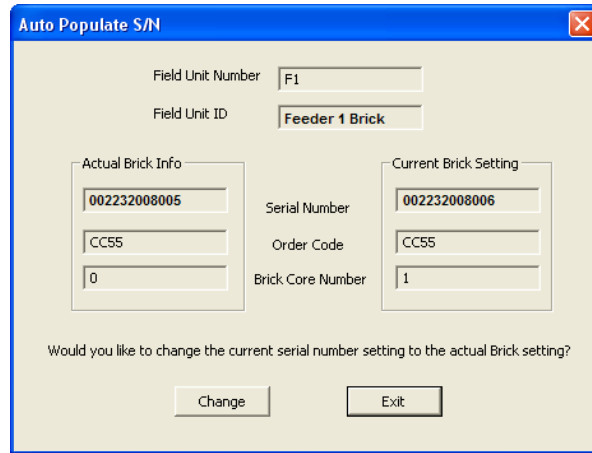 Auto Populate S/N
Field Unit Number F1
Field Unit ID Feeder 1 Brick
Actual Brick Info Current Brick Setting
002232008005 Serial Number 002232008006
CC55 Order Code CC55
0 Brick Core Number 1
Would you like to change the current serial number setting to the actual Brick setting?
Change Exit